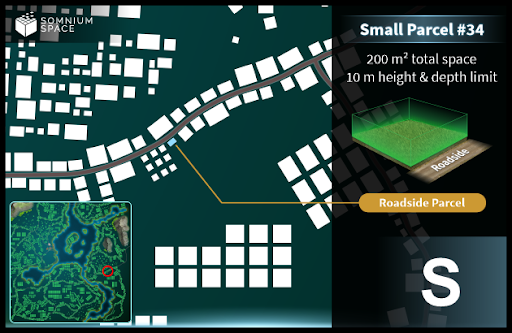 SOMNIUM
SPACE
Small Parcel #34
200 m² total space
10 m height & depth limit
Roadside
Roadside Parcel
S